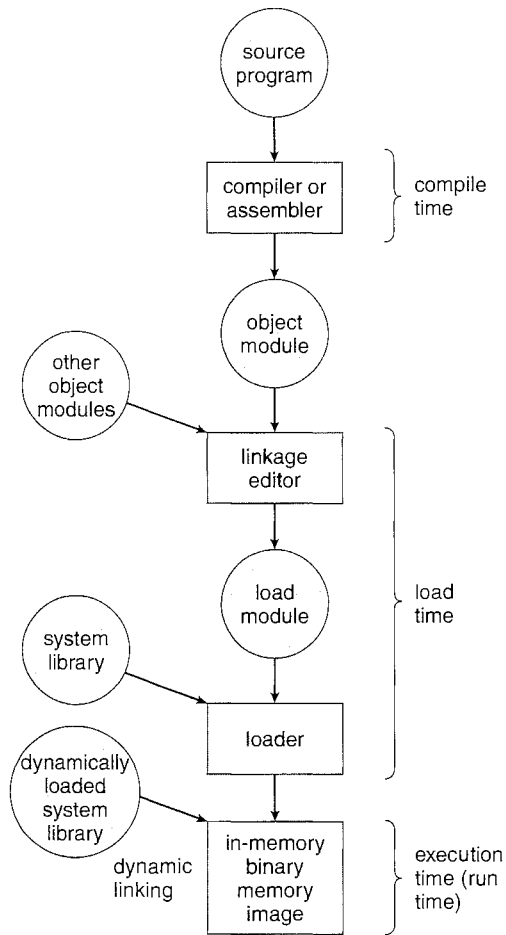 source
program
compiler or
assembler
compile
time
object
module
other
object
modules
linkage
editor
load
module
load
time
system
library
loader
dynamically
loaded
system
library
dynamic
linking
in-memory
binary
memory
image
execution
time (run
time)